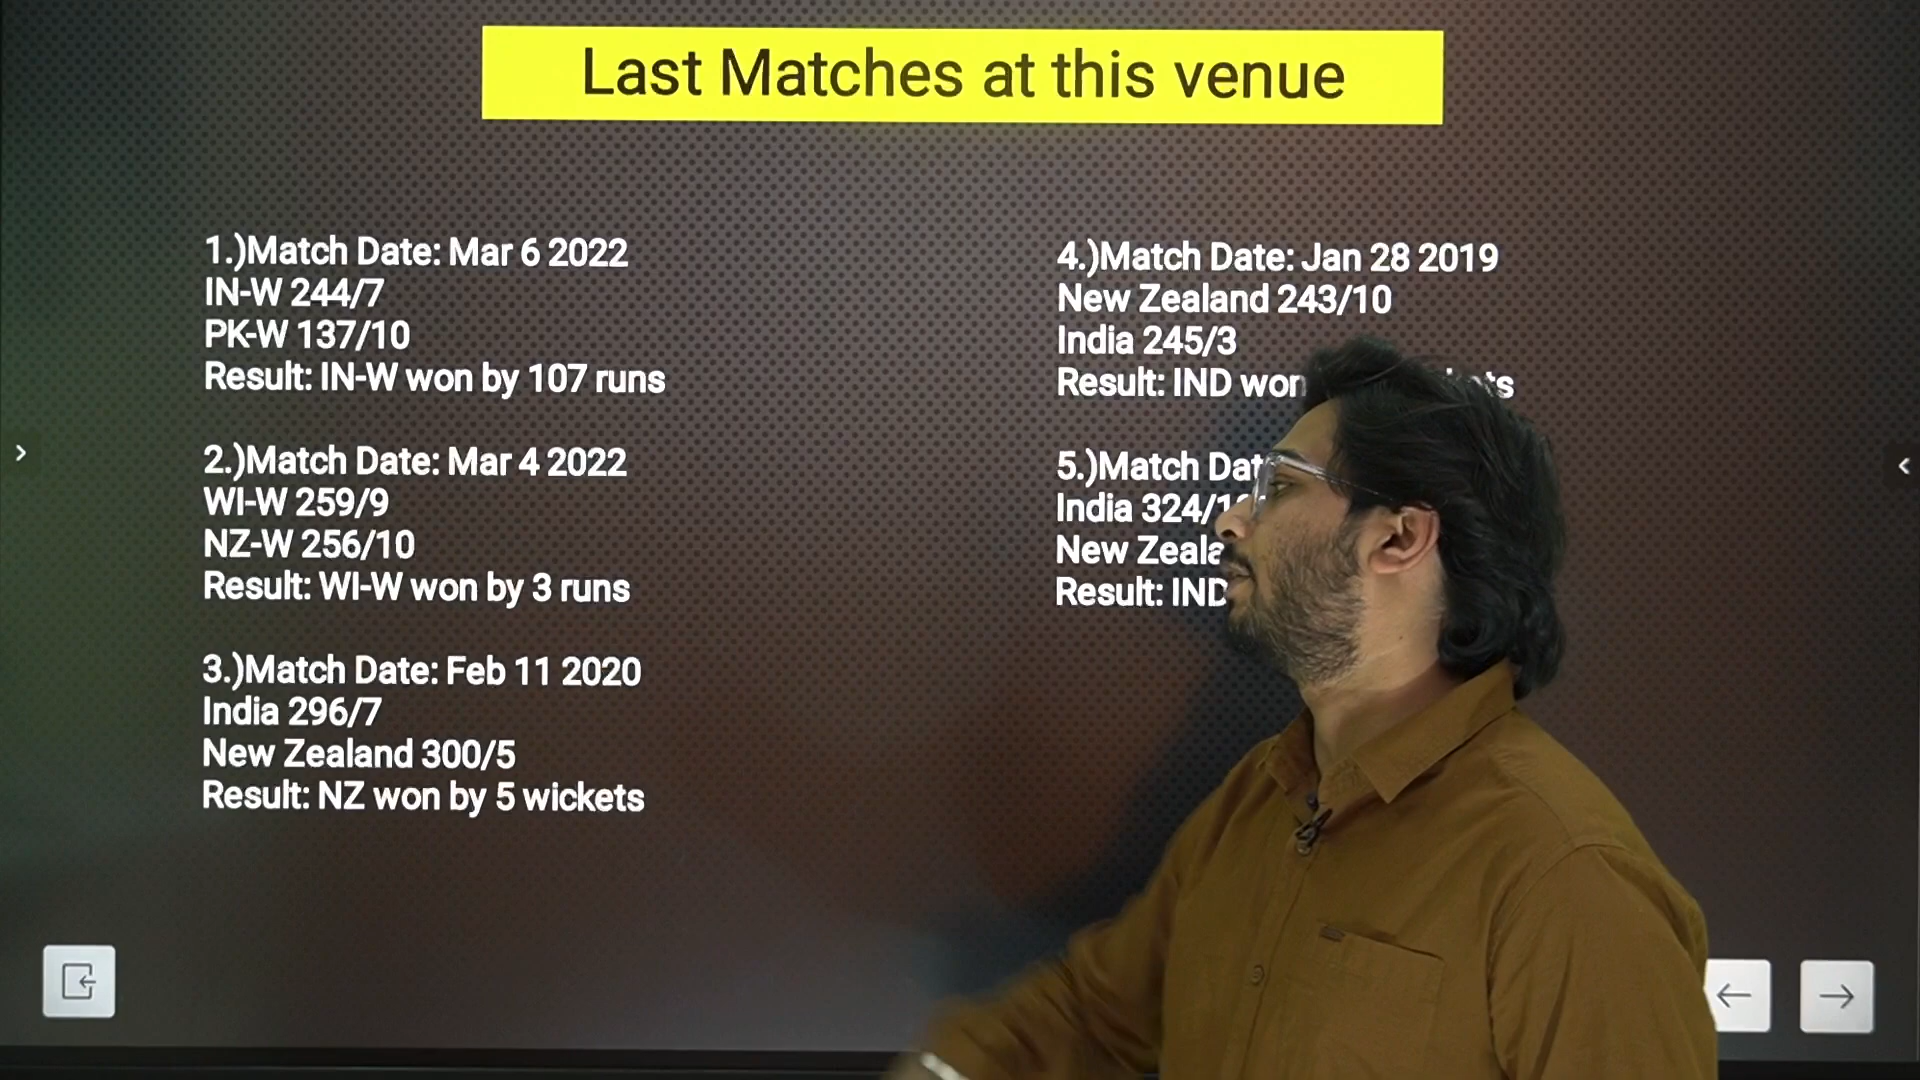 Last Matches at this venue
1.)Match Date: Mar 6 2022
IN-W 244/7
PK-W 137/10
Result: IN-W won by 107 runs
2.)Match Date: Mar 4 2022
WI-W 259/9
NZ-W 256/10
Result: WI-W won by 3 runs
3.)Match Date: Feb 11 2020
India 296/7
New Zealand 300/5
Result: NZ won by 5 wickets
4.)Match Date: Jan 28 2019
New Zealand 243/10
India 245/3
Result: IND
5.)Match
India
New
Result: IND